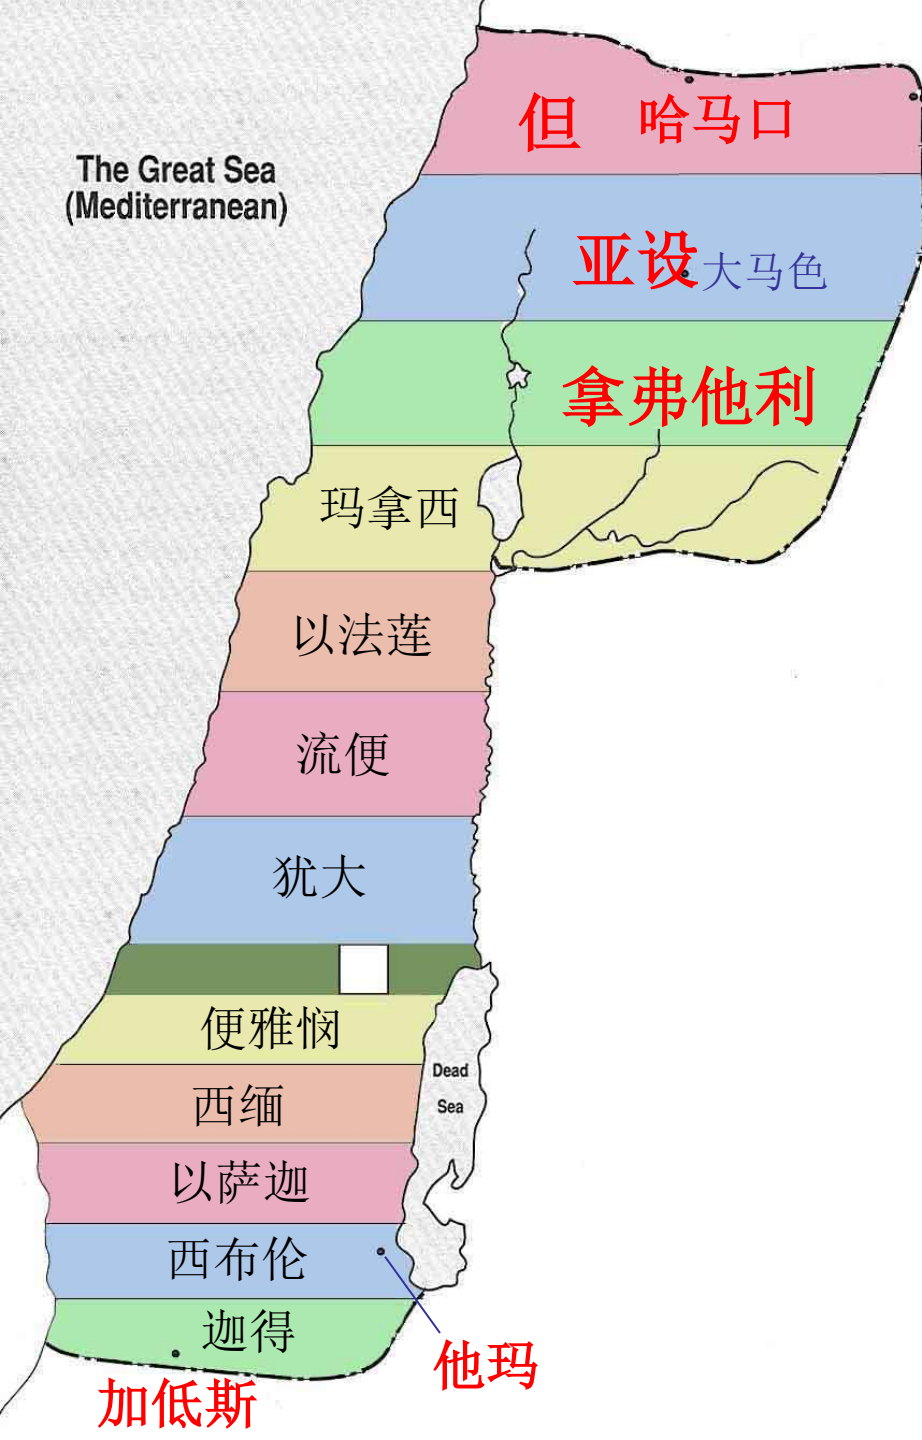 但 哈马口
The Great Sea
(Mediterranean)
亚设大马色
拿弗他利
玛拿西
以法莲
流便
犹大
便雅悯
Dead
Sea
西缅
以萨迦
西布伦
迦得
他玛
加低斯